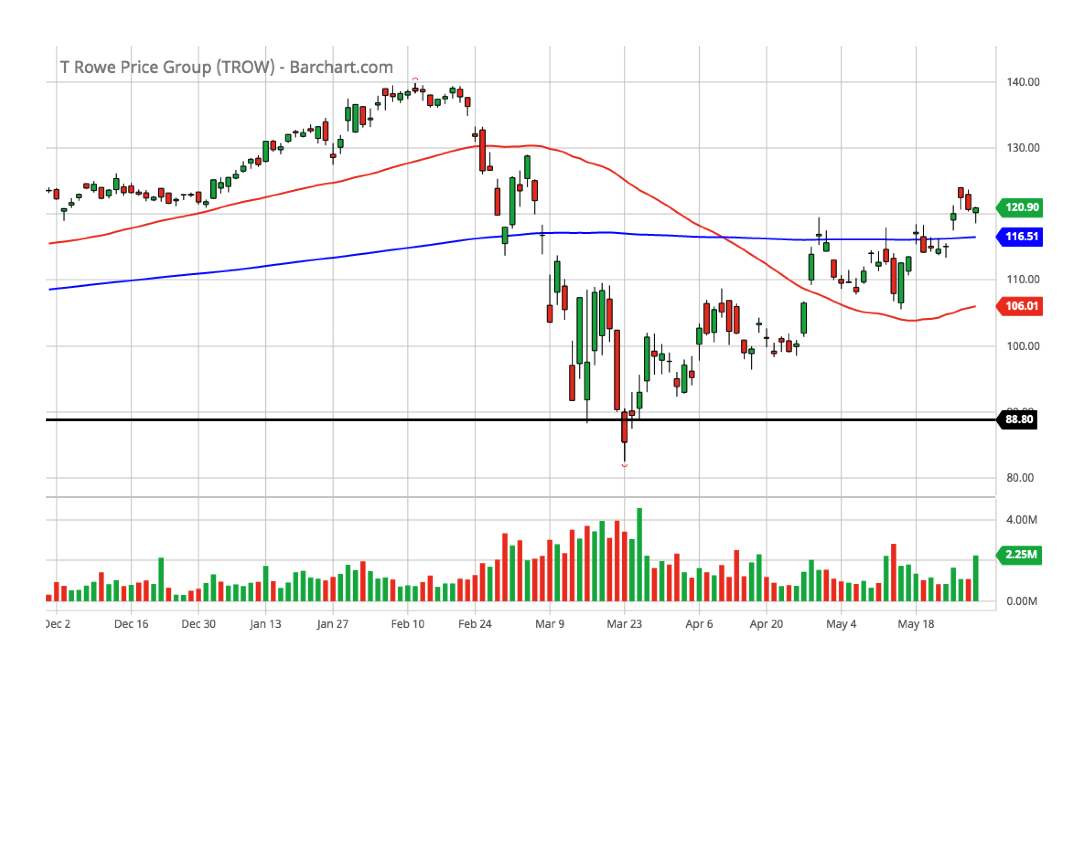 T Rowe Price Group (TROW) - Barchart.com
140.00
130.00
120.90
116.51
110.00
106.01
100.00
88.80
80.00
4.00M
2.25M
0.00M
Dec 2 Dec 16 Dec 30 Jan 13 Jan 27 Feb 10 Feb 24 Mar 9 Mar 23 Apr 6 Apr 20 May 4 May 18